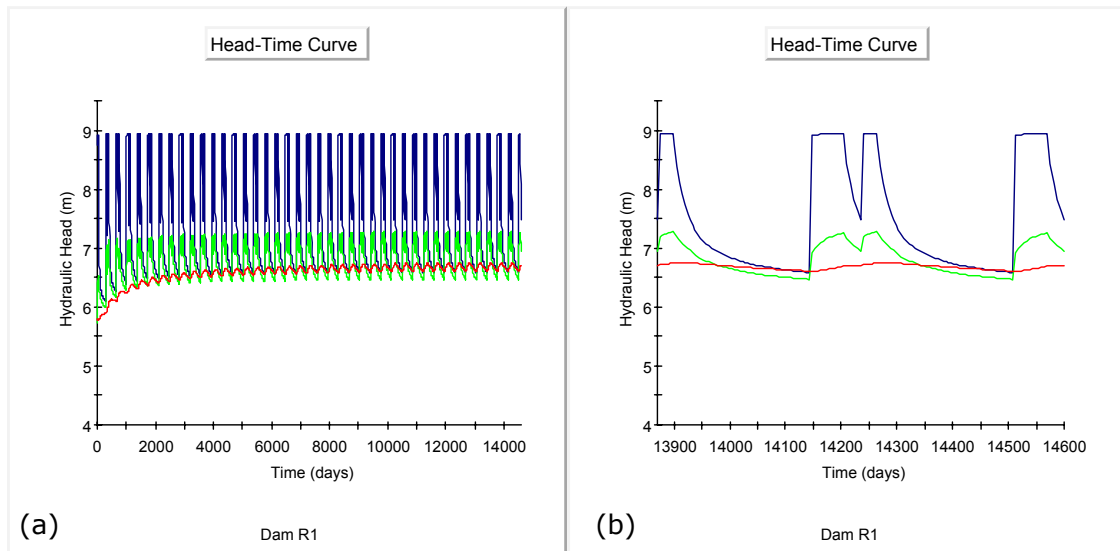 Head-Time Curve
9
8
7
6
5
4
Hydraulic Head (m)
0 2000 4000 6000 8000 10000 12000 14000
Time (days)
(a)
Dam R1
Head-Time Curve
9
8
7
6
5
4
Hydraulic Head (m)
13900 14000 14100 14200 14300 14400 14500 14600
Time (days)
(b)
Dam R1